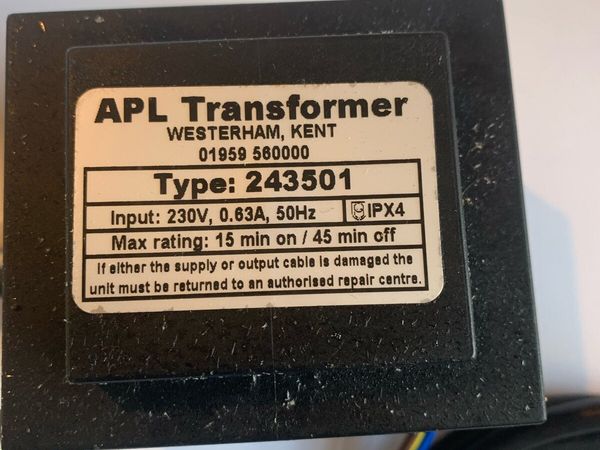 APL Transformer
WESTERHAM, KENT
01959 560000
Type: 243501
Input: 230V, 0.63A, 50Hz IPX4
Max rating: 15 min on / 45 min off
If either the supply or output cable is damaged the
unit must be returned to an authorised repair centre.